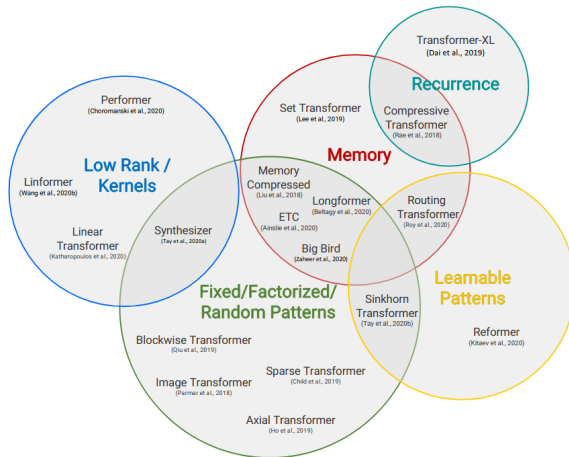 Transformer-XL
(Dai et al., 2019)
Recurrence
Performer
(Choromanski et al., 2020)
Set Transformer
(Lee et al., 2019)
Compressive
Transformer
(Rae et al., 2018)
Memory
Low Rank /
Kernels
Linformer
(Wang et al., 2020b)
Memory
Compressed
(Liu et al., 2018)
Longformer
(Beltagy et al., 2020)
Routing
Transformer
(Roy et al., 2020)
ETC
(Ainslie et al., 2020)
Linear
Transformer
(Katharopoulos et al., 2020)
Synthesizer
(Tay et al., 2020a)
Big Bird
(Zaheer et al., 2020)
Learnable
Patterns
Fixed/Factorized/
Random Patterns
Sinkhorn
Transformer
(Tay et al., 2020b)
Reformer
(Kitaev et al., 2020)
Blockwise Transformer
(Qiu et al., 2019)
Sparse Transformer
(Child et al., 2019)
Image Transformer
(Parmar et al., 2018)
Axial Transformer
(Ho et al., 2019)